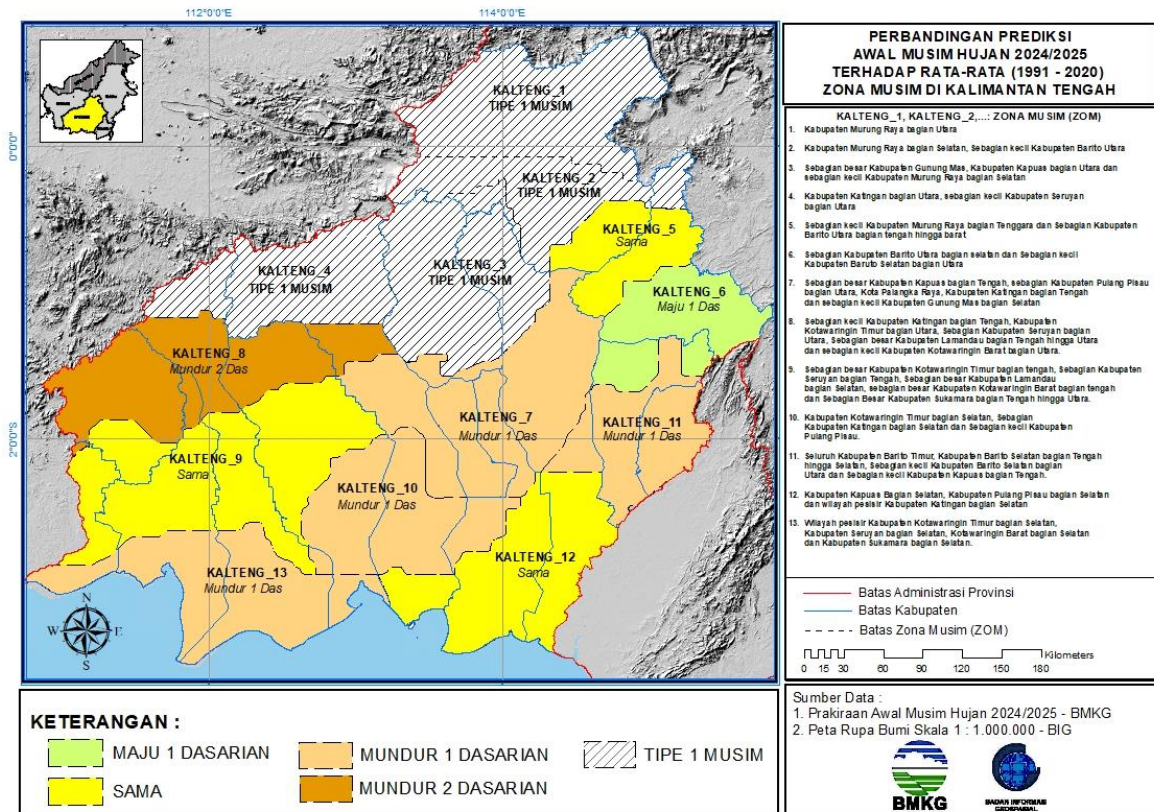 112°0'0"E
114°0'0"E
0°0'0"
2°0'0"S
KALTENG_1
TIPE 1 MUSIM
KALTENG_2
TIPE 1 MUSIM
KALTENG_3
TIPE 1 MUSIM
KALTENG_4
TIPE 1 MUSIM
KALTENG_5
Sama
KALTENG_6
Maju 1 Das
KALTENG_8
Mundur 2 Das
KALTENG_7
Mundur 1 Das
KALTENG_11
Mundur 1 Das
KALTENG_9
Sama
KALTENG_10
Mundur 1 Das
KALTENG_12
Sama
KALTENG_13
Mundur 1 Das
N
W E
S
PERBANDINGAN PREDIKSI
AWAL MUSIM HUJAN 2024/2025
TERHADAP RATA-RATA (1991 - 2020)
ZONA MUSIM DI KALIMANTAN TENGAH
KALTENG_1, KALTENG_2,...: ZONA MUSIM (ZOM)
1. Kabupaten Murung Raya bagian Utara
2. Kabupaten Murung Raya bagian Selatan, Sebagian kecil Kabupaten Barito Utara
3. Sebagian besar Kabupaten Gunung Mas, Kabupaten Kapuas bagian Utara dan
sebagian kecil Kabupaten Murung Raya bagian Selatan
4. Kabupaten Katingan bagian Utara, sebagian kecil Kabupaten Seruyan
bagian Utara
5. Sebagian kecil Kabupaten Murung Raya bagian Tenggara dan Sebagian Kabupaten
Barito Utara bagian tengah hingga barat
6. Sebagian Kabupaten Barito Utara bagian selatan dan Sebagian kecil
Kabupaten Baruto Selatan bagian Utara
7. Sebagian besar Kabupaten Kapuas bagian Tengah, sebagian Kabupaten Pulang Pisau
bagian Utara, Kota Palangka Raya, Kabupaten Katingan bagian Tengah
dan sebagian kecil Kabupaten Gunung Mas bagian Selatan
8. Sebagian kecil Kabupaten Katingan bagian Tengah, Kabupaten
Kotawaringin Timur bagian Utara, Sebagian Kabupaten Seruyan bagian
Utara, Sebagian besar Kabupaten Lamandau bagian Tengah hingga Utara
dan sebagian kecil Kabupaten Kotawaringin Barat bagian Utara.
9. Sebagian besar Kabupaten Kotawaringin Timur bagian tengah, Sebagian Kabupaten
Seruyan bagian Tengah, Sebagian besar Kabupaten Lamandau
bagian Selatan, sebagian besar Kabupaten Kotawaringin Barat bagian tengah
dan Sebagian Besar Kabupaten Sukamara bagian Tengah hingga Utara.
10. Kabupaten Kotawaringin Timur bagian Selatan, Sebagian
Kabupaten Katingan bagian Selatan dan Sebagian kecil Kabupaten
Pulang Pisau.
11. Seluruh Kabupaten Barito Timur, Kabupaten Barito Selatan bagian Tengah
hingga Selatan, Sebagian kecil Kabupaten Barito Selatan bagian
Utara dan Sebagian kecil Kabupaten Kapuas bagian Tengah.
12. Kabupaten Kapuas Bagian Selatan, Kabupaten Pulang Pisau bagian Selatan
dan wilayah pesisir Kabupaten Katingan bagian Selatan
13. Wilayah pesisir Kabupaten Kotawaringin Timur bagian Selatan,
Kabupaten Seruyan bagian Selatan, Kotawaringin Barat bagian Selatan
dan Kabupaten Sukamara bagian Selatan.
Batas Administrasi Provinsi
Batas Kabupaten
Batas Zona Musim (ZOM)
Kilometers
0 15 30 60 90 120 150 180
KETERANGAN :
MAJU 1 DASARIAN
MUNDUR 1 DASARIAN
TIPE 1 MUSIM
SAMA
MUNDUR 2 DASARIAN
Sumber Data :
1. Prakiraan Awal Musim Hujan 2024/2025 - BMKG
2. Peta Rupa Bumi Skala 1 : 1.000.000 - BIG
BMKG
BADAN INFORMASI
GEOSPASIAL